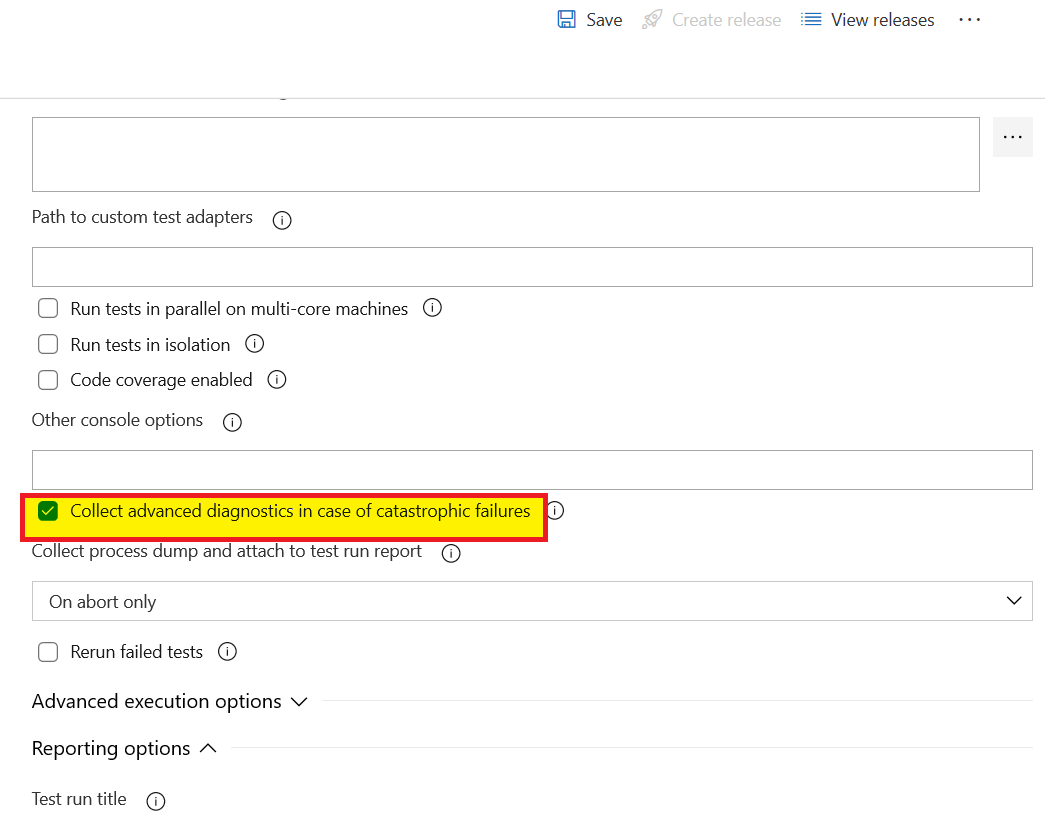 Save Create release View releases
Path to custom test adapters
Run tests in parallel on multi-core machines
Run tests in isolation
Code coverage enabled
Other console options
Collect advanced diagnostics in case of catastrophic failures
Collect process dump and attach to test run report
On abort only
Rerun failed tests
Advanced execution options
Reporting options
Test run title